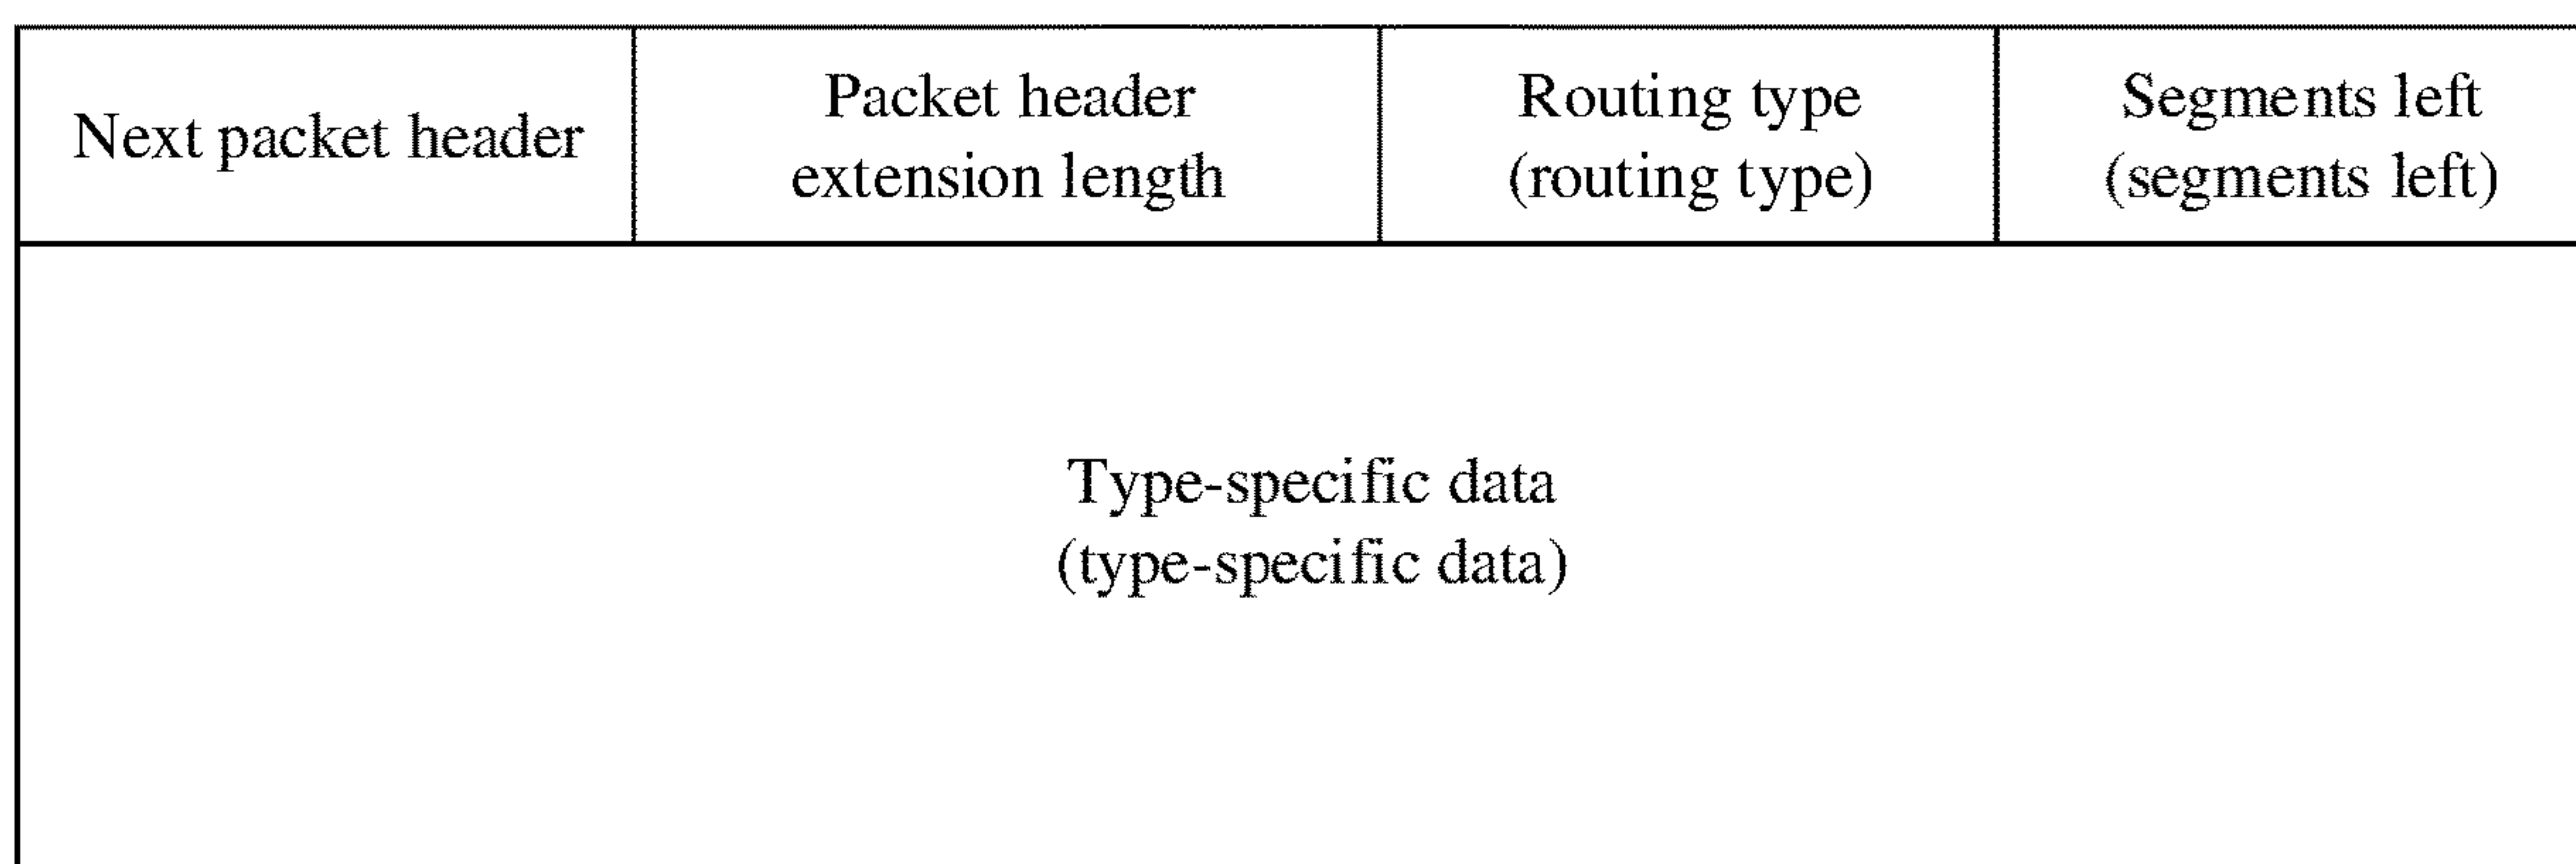 Next packet header
Packet header
extension length
Routing type
(routing type)
Segments left
(segments left)
Type-specific data
(type-specific data)